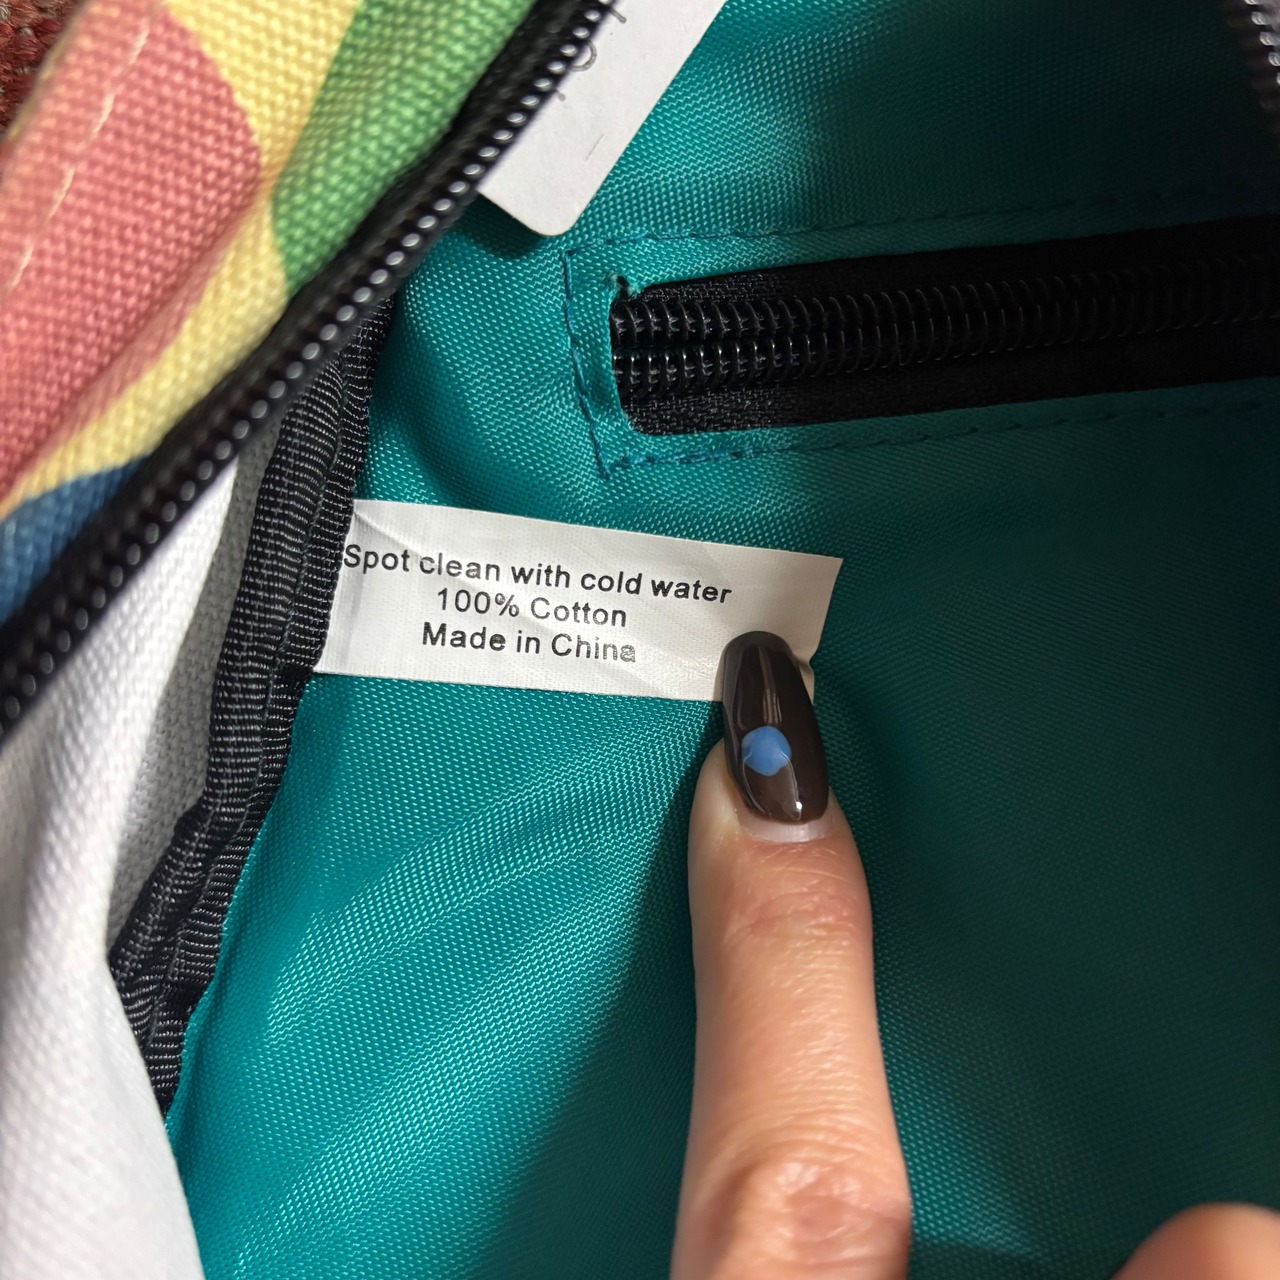 Spot clean with cold water
100% Cotton
Made in China